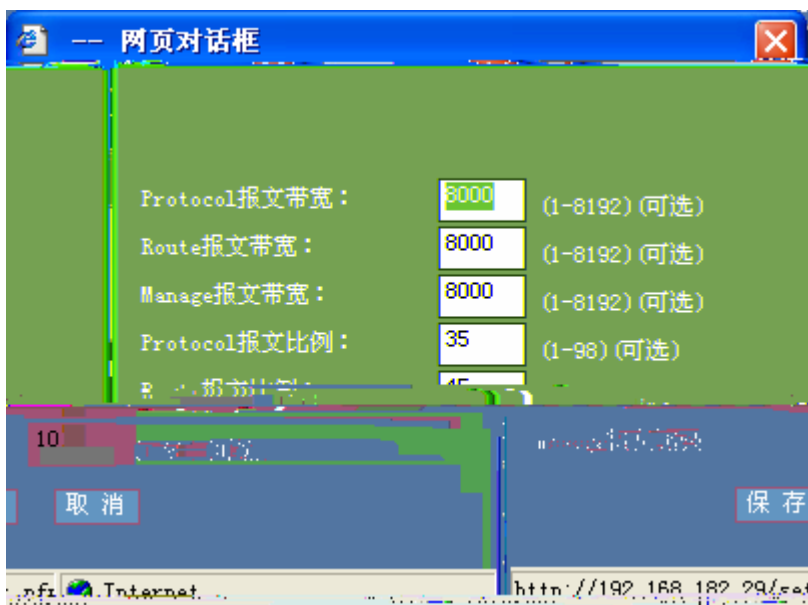 -- 网页对话框
Protocol报文带宽： 8000 (1-8192)(可选)
Route报文带宽： 8000 (1-8192)(可选)
Manage报文带宽： 8000 (1-8192)(可选)
Protocol报文比例： 35 (1-98)(可选)
10
取 消 保 存
Internet http://192.168.182.29/set